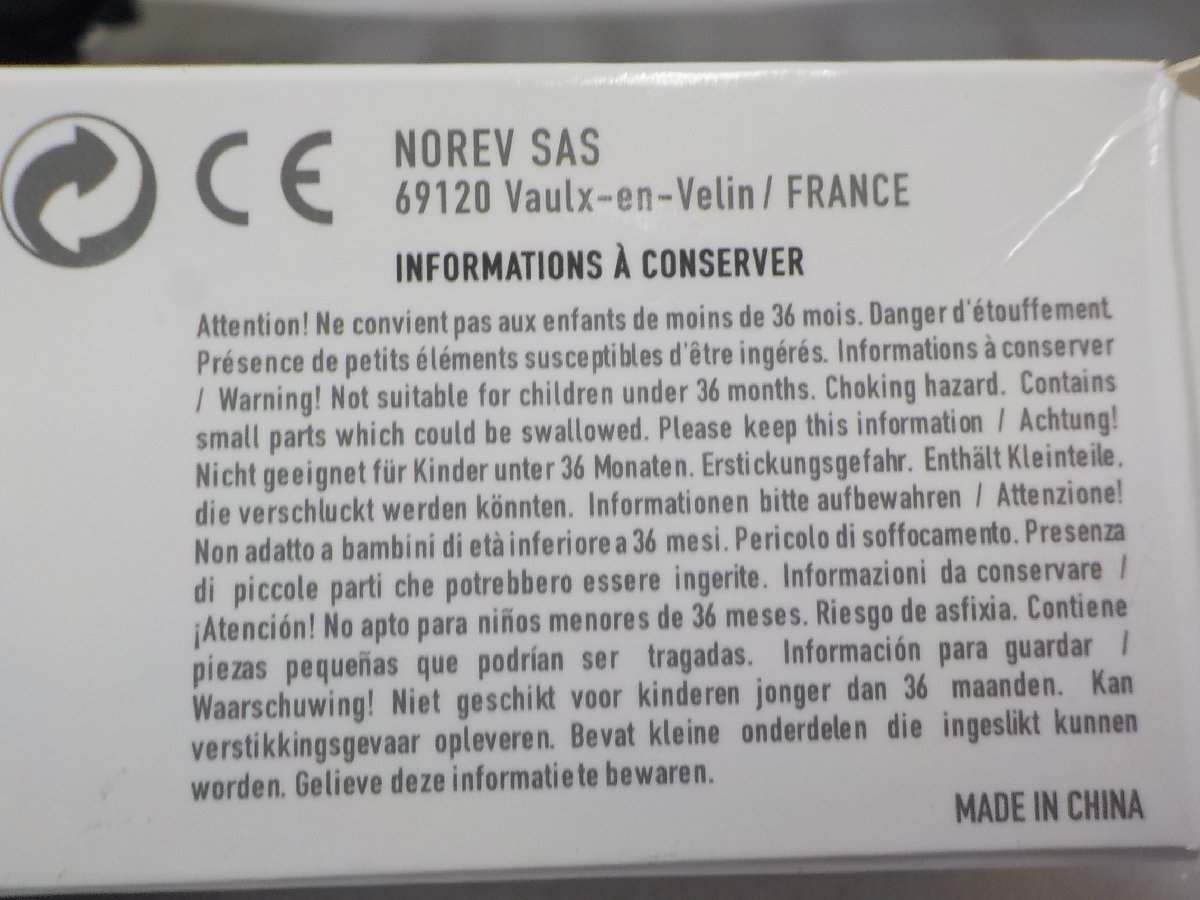 CE
NOREV SAS
69120 Vaulx-en-Velin / FRANCE
INFORMATIONS À CONSERVER
Attention! Ne convient pas aux enfants de moins de 36 mois. Danger d'étouffement.
Présence de petits éléments susceptibles d'être ingérés. Informations à conserver
/ Warning! Not suitable for children under 36 months. Choking hazard. Contains
small parts which could be swallowed. Please keep this information / Achtung!
Nicht geeignet für Kinder unter 36 Monaten. Erstickungsgefahr. Enthält Kleinteile,
die verschluckt werden könnten. Informationen bitte aufbewahren / Attenzione!
Non adatto a bambini di età inferiore a 36 mesi. Pericolo di soffocamento. Presenza
di piccole parti che potrebbero essere ingerite. Informazioni da conservare /
¡Atención! No apto para niños menores de 36 meses. Riesgo de asfixia. Contiene
piezas pequeñas que podrían ser tragadas. Información para guardar /
Waarschuwing! Niet geschikt voor kinderen jonger dan 36 maanden. Kan
verstikkingsgevaar opleveren. Bevat kleine onderdelen die ingeslikt kunnen
worden. Gelieve deze informatie te bewaren.
MADE IN CHINA